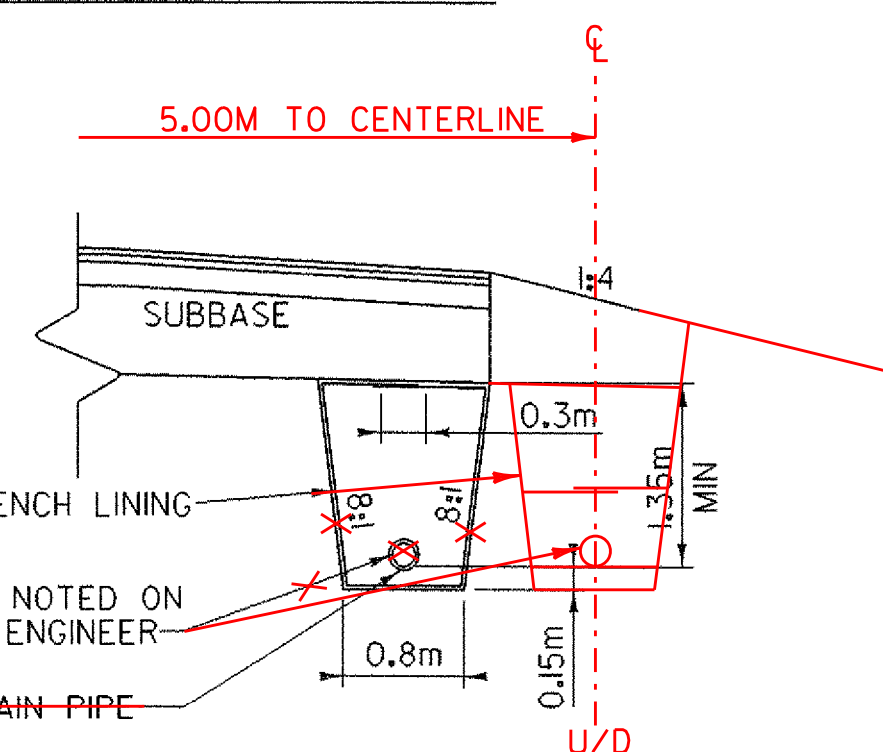 ℄
5.00M TO CENTERLINE
1:4
SUBBASE
0.3m
1.35m
MIN
ENCH LINING
1:8
8:1
NOTED ON
ENGINEER
0.8m
0.15m
AIN PIPE
U/D